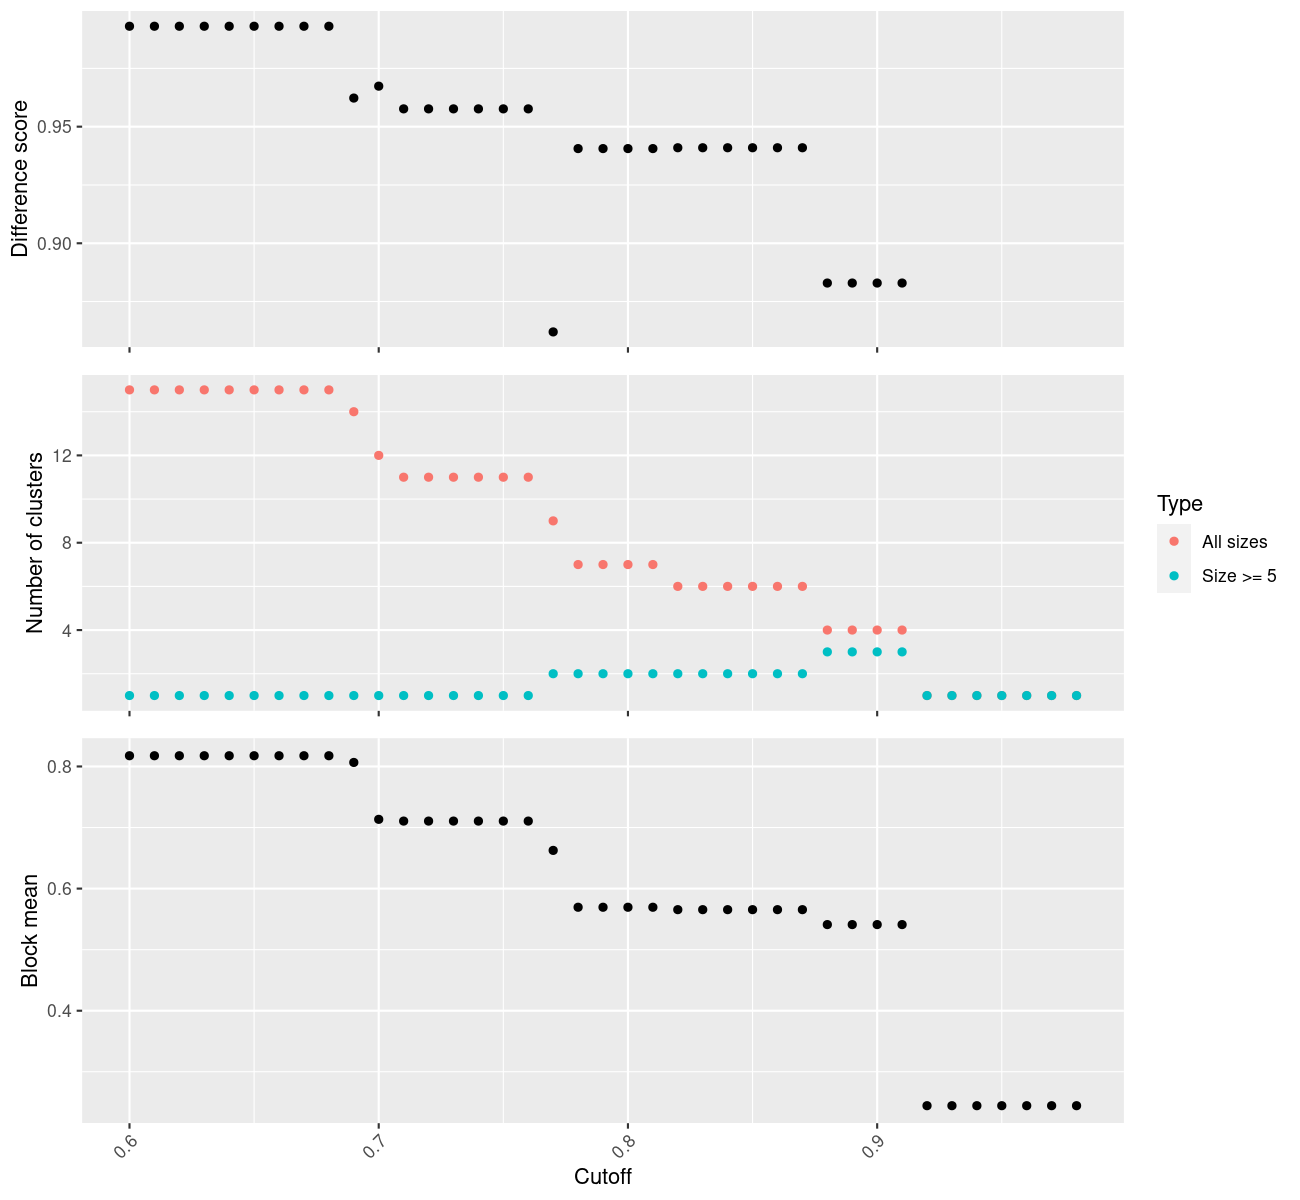 Difference score
0.95
0.90
Number of clusters
12
8
4
Type
All sizes
Size >= 5
Block mean
0.8
0.6
0.4
0.6
0.7
0.8
0.9
Cutoff